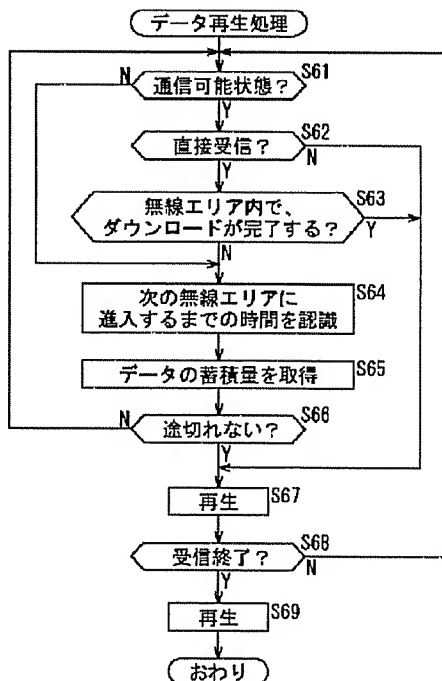 データ再生処理
N
通信可能状態？
S61
Y
直接受信？
S62
N
Y
無線エリア内で、
ダウンロードが完了する？
S63
Y
N
次の無線エリアに
進入するまでの時間を認識
S64
データの蓄積量を取得
S65
N
途切れない？
S66
Y
再生
S67
受信終了？
S68
N
Y
再生
S69
おわり